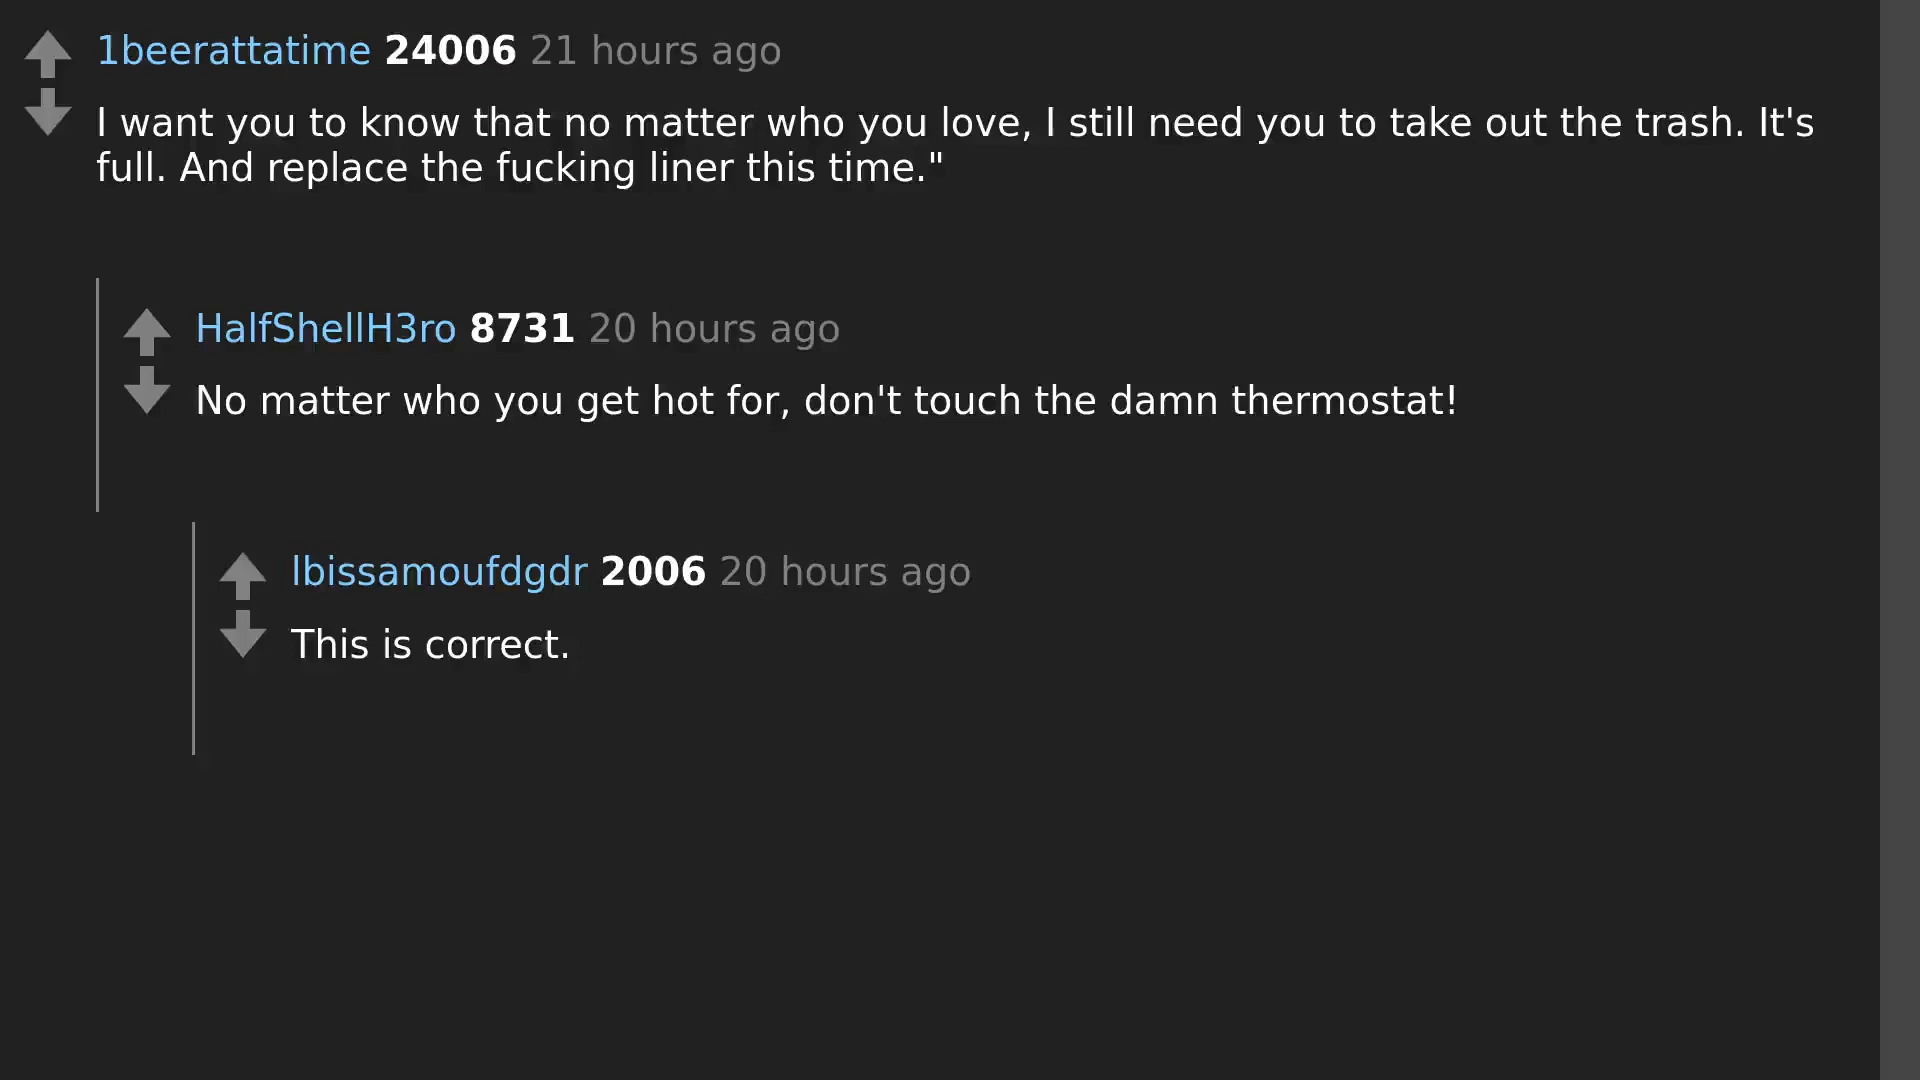 1beerattatime 24006 21 hours ago
I want you to know that no matter who you love, I still need you to take out the trash. It's
full. And replace the fucking liner this time."
HalfShellH3ro 8731 20 hours ago
No matter who you get hot for, don't touch the damn thermostat!
lbissamoufdgdr 2006 20 hours ago
This is correct.